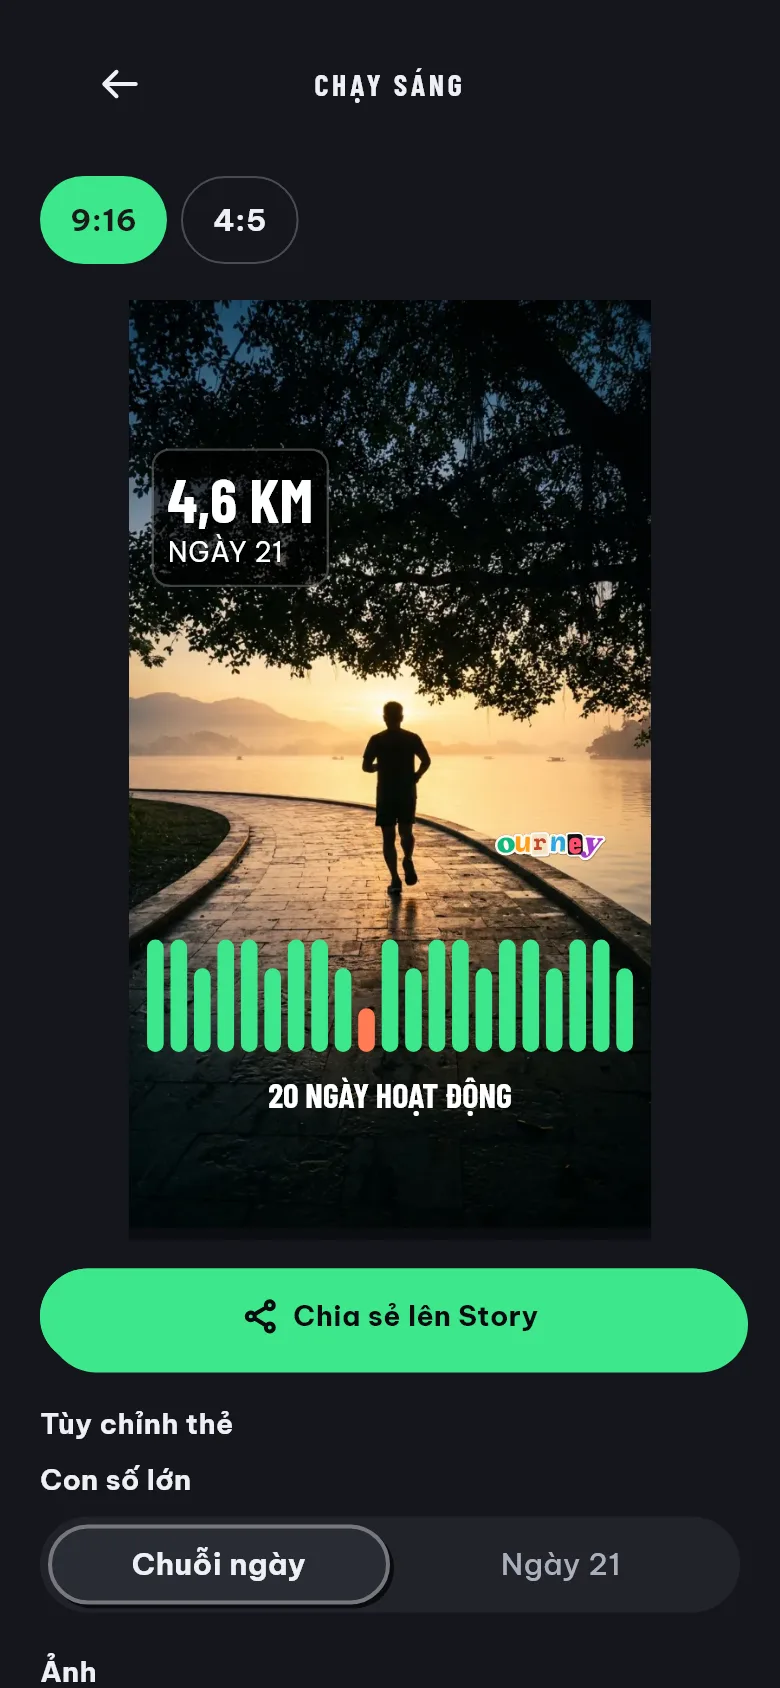 CHẠY SÁNG
9:16
4:5
4,6 KM
NGÀY 21
ourney
20 NGÀY HOẠT ĐỘNG
Chia sẻ lên Story
Tùy chỉnh thẻ
Con số lớn
Chuỗi ngày
Ngày 21
Ảnh